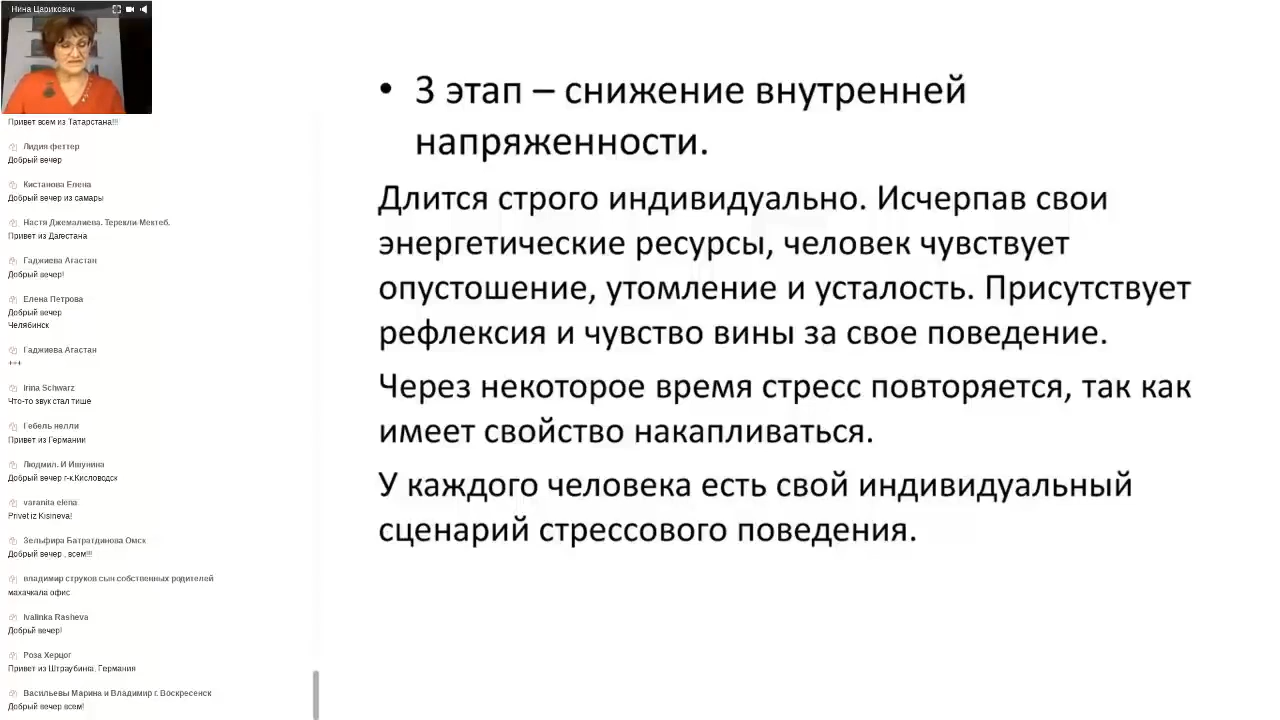 Нина Царикович
Привет всем из Татарстана!!!
Лидия феттер
Добрый вечер
Кистанова Елена
Добрый вечер из самары
Настя Джемалиева. Терекли-Мектеб.
Привет из Дагестана
Гаджиева Агастан
Добрый вечер!
Елена Петрова
Добрый вечер
Челябинск
Гаджиева Агастан
+++
Irina Schwarz
Что-то звук стал тише
Гебель нелли
Привет из Германии
Людмил. И Ишунина
Добрый вечер г-к.Кисловодск
varanita elena
Privet iz Kisineva!
Зельфира Батратдинова Омск
Добрый вечер , всем!!!
владимир струков сын собственных родителей
махачкала офис
Ivalinka Rasheva
Добрый вечер!
Роза Херцог
Привет из Штраубинга, Германия
Васильевы Марина и Владимир г. Воскресенск
Добрый вечер всем!
• 3 этап – снижение внутренней
напряженности.
Длится строго индивидуально. Исчерпав свои
энергетические ресурсы, человек чувствует
опустошение, утомление и усталость. Присутствует
рефлексия и чувство вины за свое поведение.
Через некоторое время стресс повторяется, так как
имеет свойство накапливаться.
У каждого человека есть свой индивидуальный
сценарий стрессового поведения.